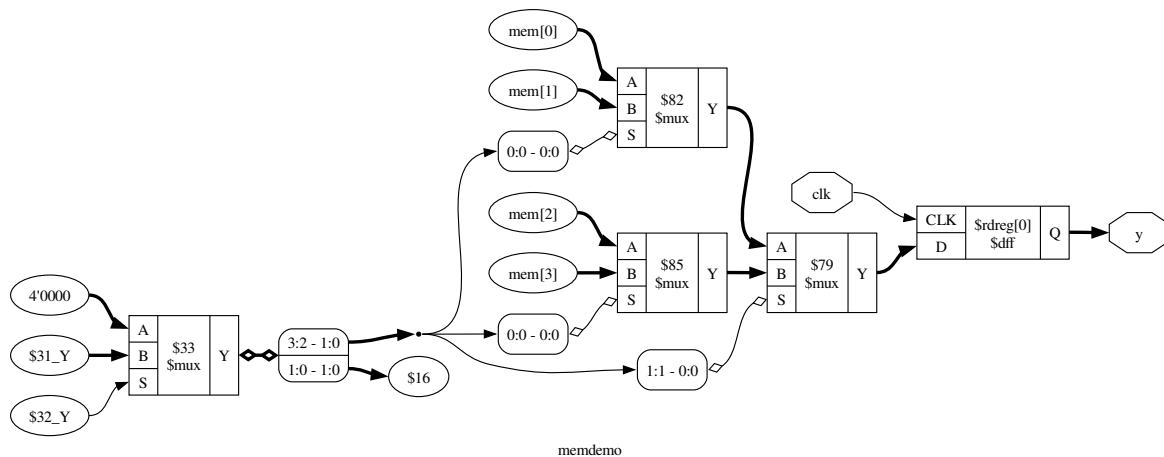 mem[0]
mem[1]
0:0 - 0:0
A
B
S
$82
$mux
Y
mem[2]
mem[3]
0:0 - 0:0
A
B
S
$85
$mux
Y
1:1 - 0:0
A
B
S
$79
$mux
Y
clk
CLK
D
$rdreg[0]
$dff
Q
y
4'0000
$31_Y
$32_Y
A
B
S
$33
$mux
Y
3:2 - 1:0
1:0 - 1:0
$16
memdemo